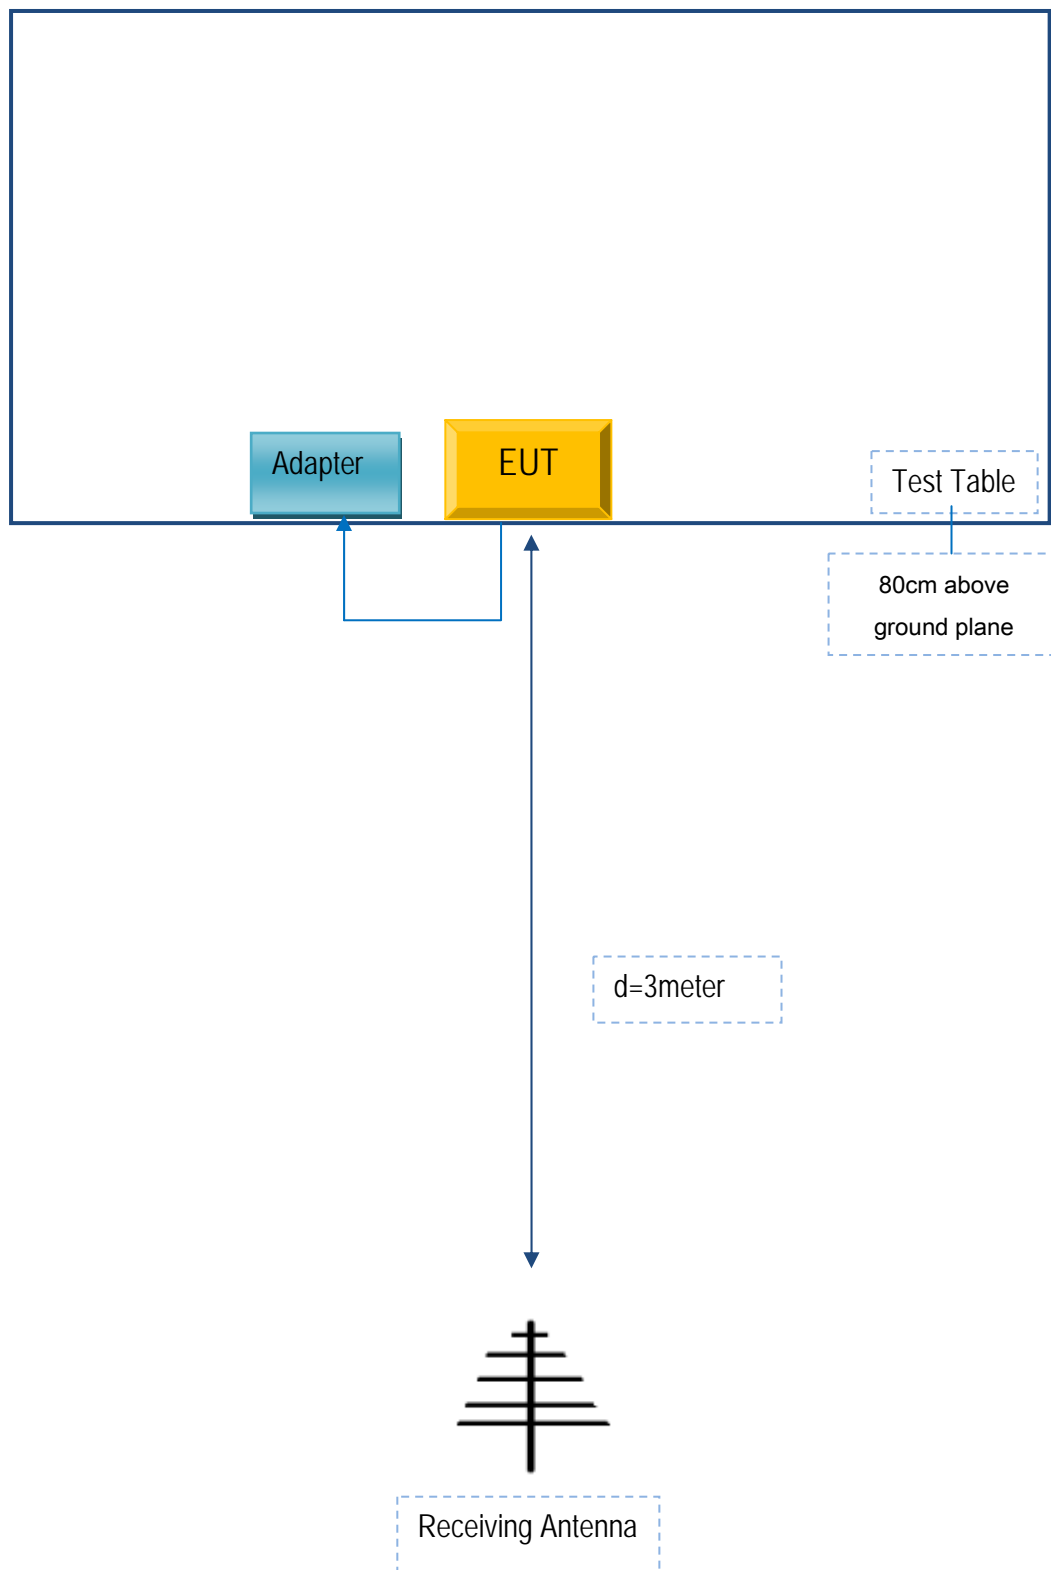 Adapter
EUT
Test Table
80cm above
ground plane
d=3meter
Receiving Antenna